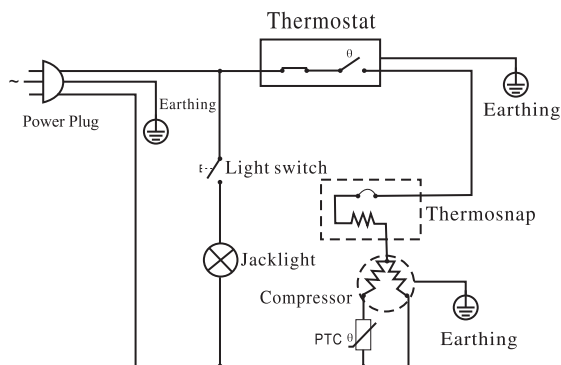 Thermostat
θ
~
Earthing
Power Plug
Earthing
Light switch
Thermosnap
Jacklight
Compressor
PTC θ
Earthing